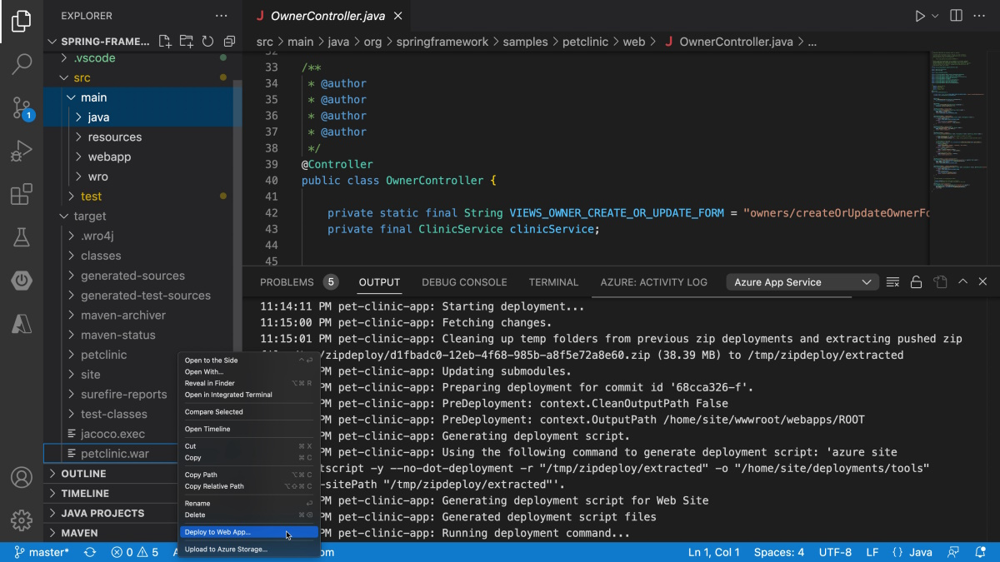 EXPLORER
SPRING-FRAME...
.vscode
src
main
java
resources
webapp
wro
test
target
.wro4j
classes
generated-sources
generated-test-sources
maven-archiver
maven-status
petclinic
site
surefire-reports
test-classes
jacoco.exec
petclinic.war
OUTLINE
TIMELINE
JAVA PROJECTS
MAVEN
1
J OwnerController.java
src > main > java > org > springframework > samples > petclinic > web > J OwnerController.java > ...
32
33 /**
34 * @author
35 * @author
36 * @author
37 * @author
38 */
39 @Controller
40 public class OwnerController {
41
42 private static final String VIEWS_OWNER_CREATE_OR_UPDATE_FORM = "owners/createOrUpdateOwnerFo
43 private final ClinicService clinicService;
44
45
PROBLEMS 5 OUTPUT DEBUG CONSOLE TERMINAL AZURE: ACTIVITY LOG Azure App Service
11:14:11 PM pet-clinic-app: Starting deployment...
11:15:00 PM pet-clinic-app: Fetching changes.
11:15:01 PM pet-clinic-app: Cleaning up temp folders from previous zip deployments and extracting pushed zip
/zipdeploy/d1fbadc0-12eb-4f68-985b-a8f5e72a8e60.zip (38.39 MB) to /tmp/zipdeploy/extracted
PM pet-clinic-app: Updating submodules.
PM pet-clinic-app: Preparing deployment for commit id '68cca326-f'.
PM pet-clinic-app: PreDeployment: context.CleanOutputPath False
PM pet-clinic-app: PreDeployment: context.OutputPath /home/site/wwwroot/webapps/ROOT
PM pet-clinic-app: Generating deployment script.
PM pet-clinic-app: Using the following command to generate deployment script: 'azure site
tscript -y --no-dot-deployment -r "/tmp/zipdeploy/extracted" -o "/home/site/deployments/tools"
-sitePath "/tmp/zipdeploy/extracted"'.
PM pet-clinic-app: Generating deployment script for Web Site
PM pet-clinic-app: Generated deployment script files
PM pet-clinic-app: Running deployment command...
Open to the Side ^⏎
Open With...
Reveal in Finder ⌥⌘R
Open in Integrated Terminal
Compare Selected
Open Timeline
Cut ⌘X
Copy ⌘C
Copy Path ⌥⌘C
Copy Relative Path ⌥⇧⌘C
Rename ⏎
Delete ⌘⌫
Deploy to Web App...
Upload to Azure Storage...
master* 0 5 om Ln 1, Col 1 Spaces: 4 UTF-8 LF {} Java